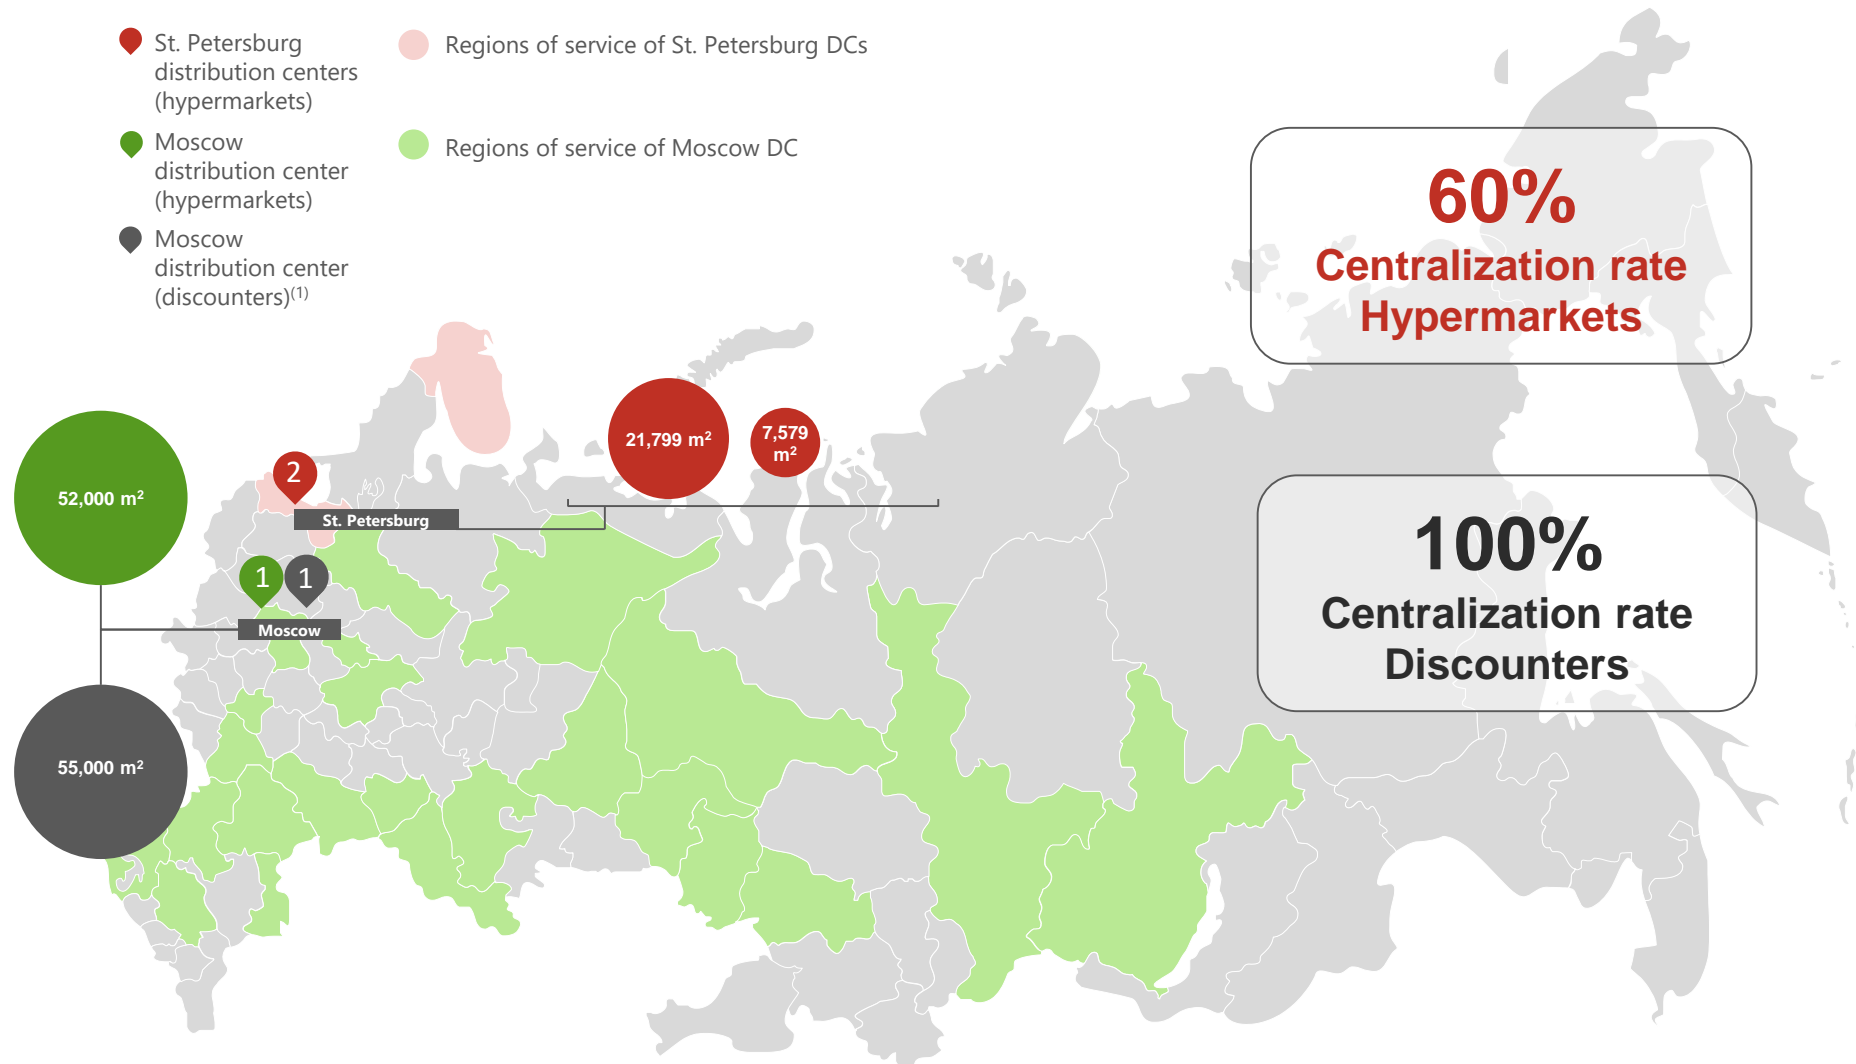 St. Petersburg
distribution centers
(hypermarkets)
Regions of service of St. Petersburg DCs
Moscow
distribution center
(hypermarkets)
Regions of service of Moscow DC
Moscow
distribution center
(discounters)(1)
60%
Centralization rate
Hypermarkets
21,799 m²
7,579
m²
2
52,000 m²
St. Petersburg
1
1
Moscow
55,000 m²
100%
Centralization rate
Discounters